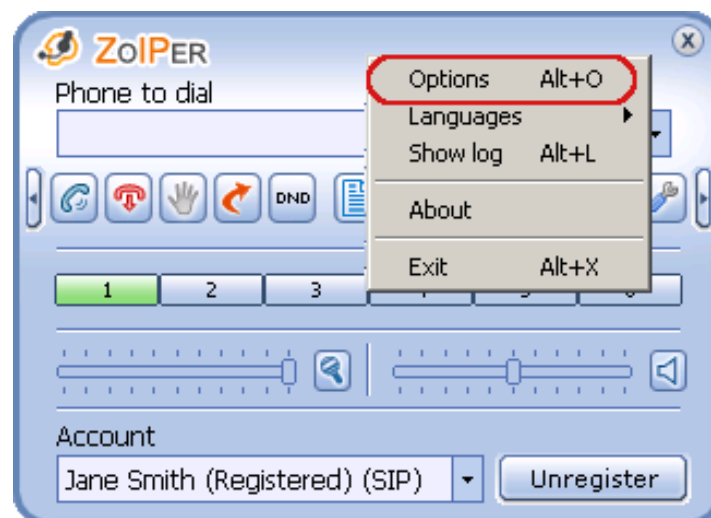 ZOIPER
Phone to dial
Options Alt+O
Languages
Show log Alt+L
About
Exit Alt+X
DND
1 2 3
Account
Jane Smith (Registered) (SIP)
Unregister